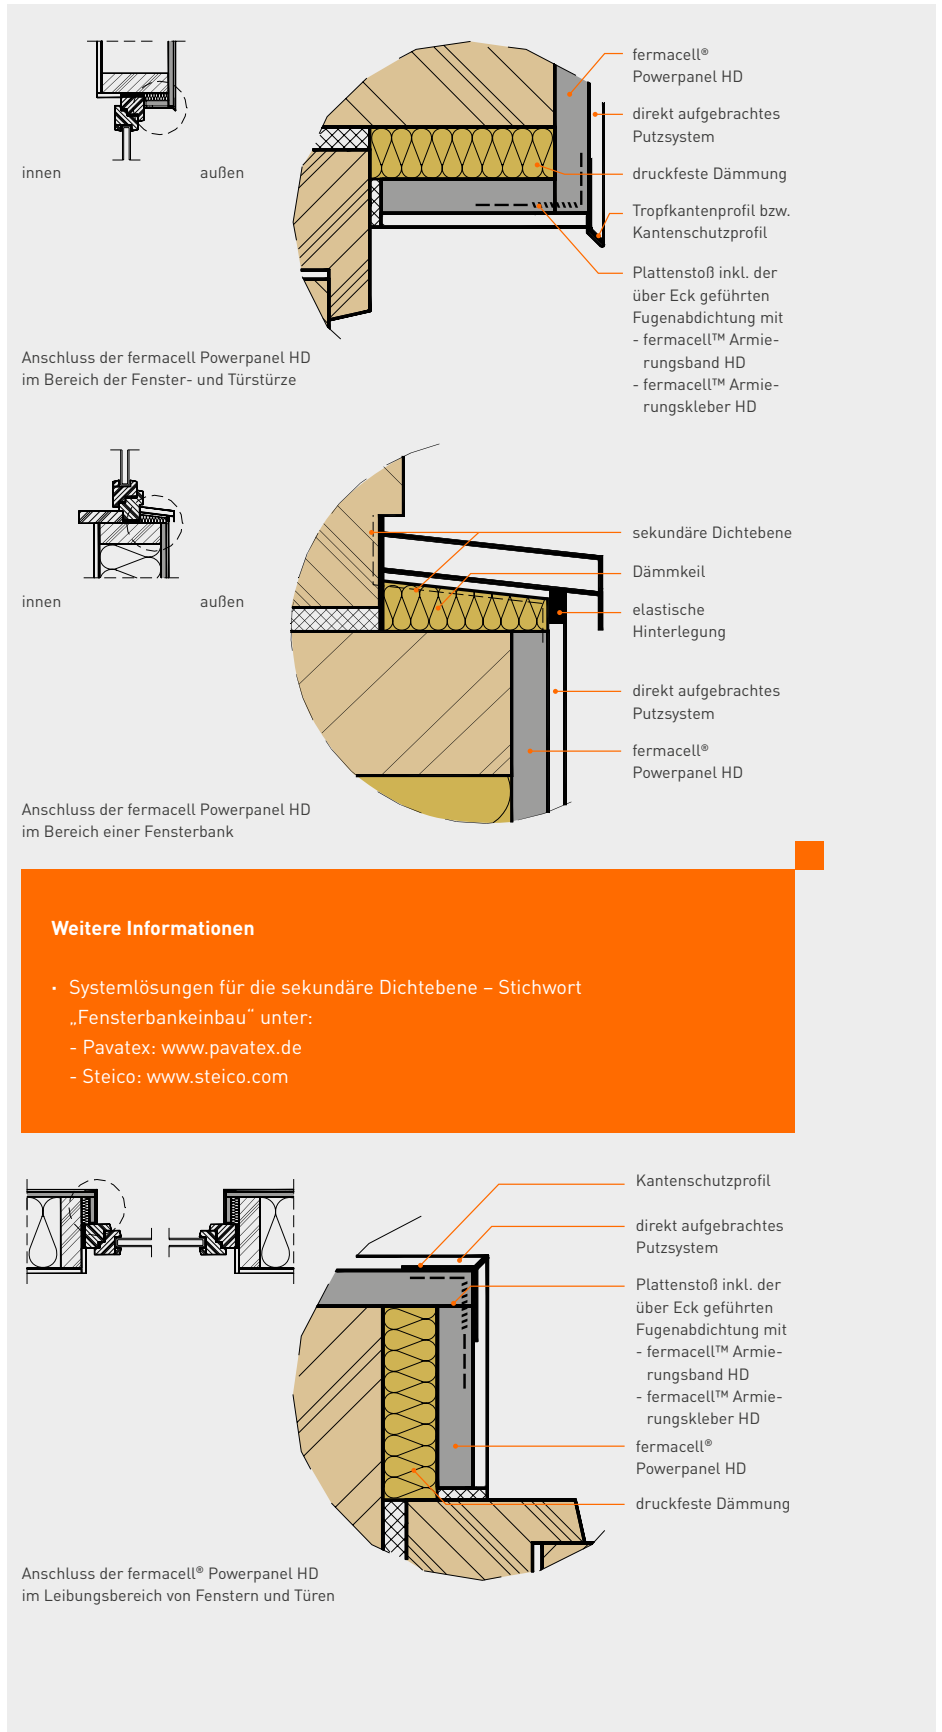 innen
außen
Anschluss der fermacell Powerpanel HD
im Bereich der Fenster- und Türstürze
fermacell®
Powerpanel HD
direkt aufgebrachtes
Putzsystem
druckfeste Dämmung
Tropfkantenprofil bzw.
Kantenschutzprofil
Plattenstoß inkl. der
über Eck geführten
Fugenabdichtung mit
- fermacell™ Armie-
rungsband HD
- fermacell™ Armie-
rungskleber HD
innen
außen
Anschluss der fermacell Powerpanel HD
im Bereich einer Fensterbank
sekundäre Dichtebene
Dämmkeil
elastische
Hinterlegung
direkt aufgebrachtes
Putzsystem
fermacell®
Powerpanel HD
Weitere Informationen
• Systemlösungen für die sekundäre Dichtebene – Stichwort
„Fensterbankeinbau“ unter:
- Pavatex: www.pavatex.de
- Steico: www.steico.com
Kantenschutzprofil
direkt aufgebrachtes
Putzsystem
Plattenstoß inkl. der
über Eck geführten
Fugenabdichtung mit
- fermacell™ Armie-
rungsband HD
- fermacell™ Armie-
rungskleber HD
fermacell®
Powerpanel HD
druckfeste Dämmung
Anschluss der fermacell® Powerpanel HD
im Leibungsbereich von Fenstern und Türen